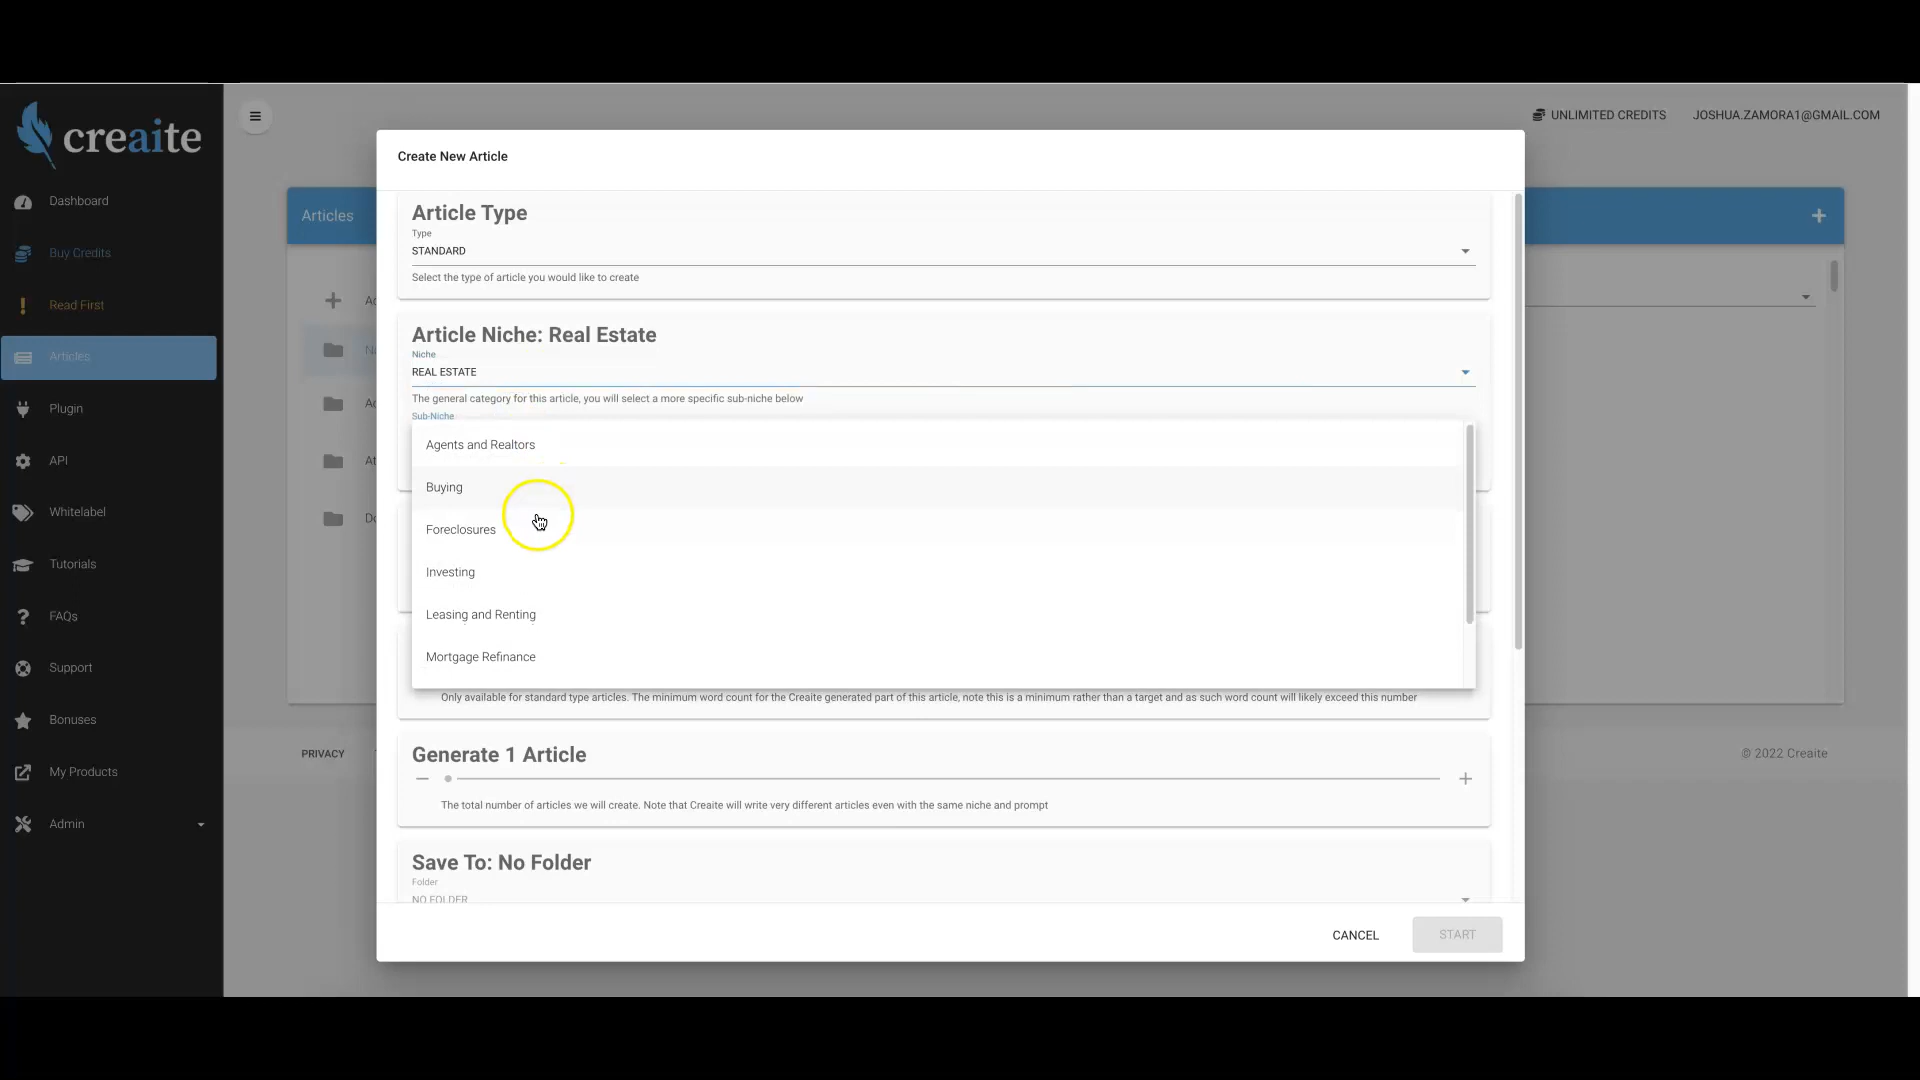 creaite
UNLIMITED CREDITS
JOSHUA.ZAMORA1@GMAIL.COM
Dashboard
Buy Credits
Read First
Articles
Plugin
API
Whitelabel
Tutorials
FAQs
Support
Bonuses
My Products
Admin
Articles
PRIVACY
© 2022 Creaite
Create New Article
Article Type
Type
STANDARD
Select the type of article you would like to create
Article Niche: Real Estate
Niche
REAL ESTATE
The general category for this article, you will select a more specific sub-niche below
Sub-Niche
Agents and Realtors
Buying
Foreclosures
Investing
Leasing and Renting
Mortgage Refinance
Only available for standard type articles. The minimum word count for the Creaite generated part of this article, note this is a minimum rather than a target and as such word count will likely exceed this number
Generate 1 Article
The total number of articles we will create. Note that Creaite will write very different articles even with the same niche and prompt
Save To: No Folder
Folder
NO FOLDER
CANCEL
START